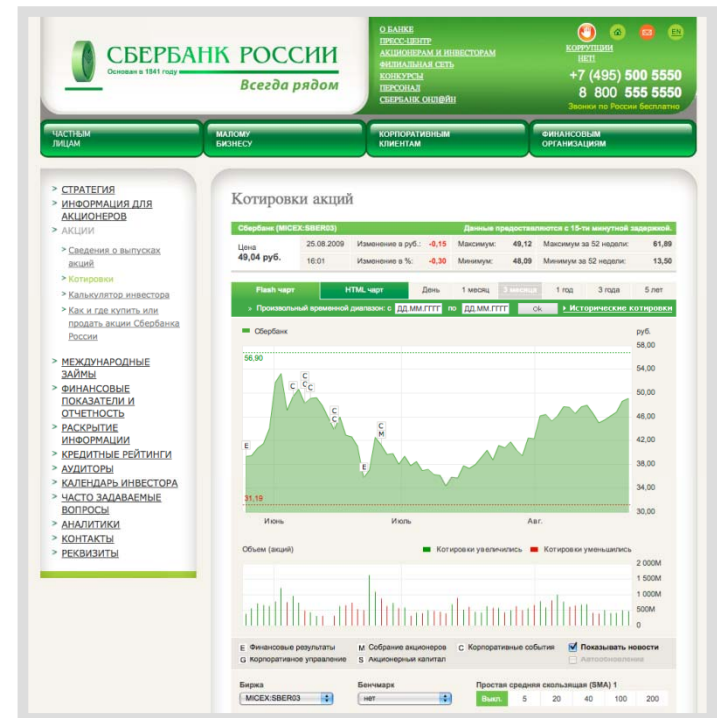 СБЕРБАНК РОССИИ
Основан в 1841 году
Всегда рядом
О БАНКЕ
ПРЕСС-ЦЕНТР
АКЦИОНЕРАМ И ИНВЕСТОРАМ
ФИЛИАЛЬНАЯ СЕТЬ
КОНКУРСЫ
ПЕРСОНАЛ
СБЕРБАНК ОНЛ@ЙН
EN
КОРРУПЦИИ
НЕТ!
+7 (495) 500 5550
8 800 555 5550
Звонки по России бесплатно
ЧАСТНЫМ
ЛИЦАМ
МАЛОМУ
БИЗНЕСУ
КОРПОРАТИВНЫМ
КЛИЕНТАМ
ФИНАНСОВЫМ
ОРГАНИЗАЦИЯМ
> СТРАТЕГИЯ
> ИНФОРМАЦИЯ ДЛЯ
АКЦИОНЕРОВ
> АКЦИИ
> Сведения о выпусках
акций
> Котировки
> Калькулятор инвестора
> Как и где купить или
продать акции Сбербанка
России
> МЕЖДУНАРОДНЫЕ
ЗАЙМЫ
> ФИНАНСОВЫЕ
ПОКАЗАТЕЛИ И
ОТЧЕТНОСТЬ
> РАСКРЫТИЕ
ИНФОРМАЦИИ
> КРЕДИТНЫЕ РЕЙТИНГИ
> АУДИТОРЫ
> КАЛЕНДАРЬ ИНВЕСТОРА
> ЧАСТО ЗАДАВАЕМЫЕ
ВОПРОСЫ
> АНАЛИТИКИ
> КОНТАКТЫ
> РЕКВИЗИТЫ
Котировки акций
Сбербанк (MICEX:SBER03) Данные предоставляются с 15-ти минутной задержкой.
Цена 25.08.2009 Изменение в руб.: -0,15 Максимум: 49,12 Максимум за 52 недели: 61,89
49,04 руб. 16:01 Изменение в %: -0,30 Минимум: 48,09 Минимум за 52 недели: 13,50
Flash чарт HTML чарт День 1 месяц 3 месяца 1 год 3 года 5 лет
> Произвольный временной диапазон: с ДД.ММ.ГГГГ по ДД.ММ.ГГГГ Ok Исторические котировки
Сбербанк руб.
58,00
56,90
54,00
C
C C C
50,00
C
C
46,00
C
M
E
42,00
E
38,00
34,00
31,19
30,00
Июнь Июль Авг.
Объем (акций) Котировки увеличились Котировки уменьшились
2 000M
1 500M
1 000M
500M
0
E Финансовые результаты M Собрание акционеров C Корпоративные события Показывать новости
G Корпоративное управление S Акционерный капитал Автообновление
Биржа Бенчмарк Простая средняя скользящая (SMA) 1
MICEX:SBER03 нет Выкл. 5 20 40 100 200